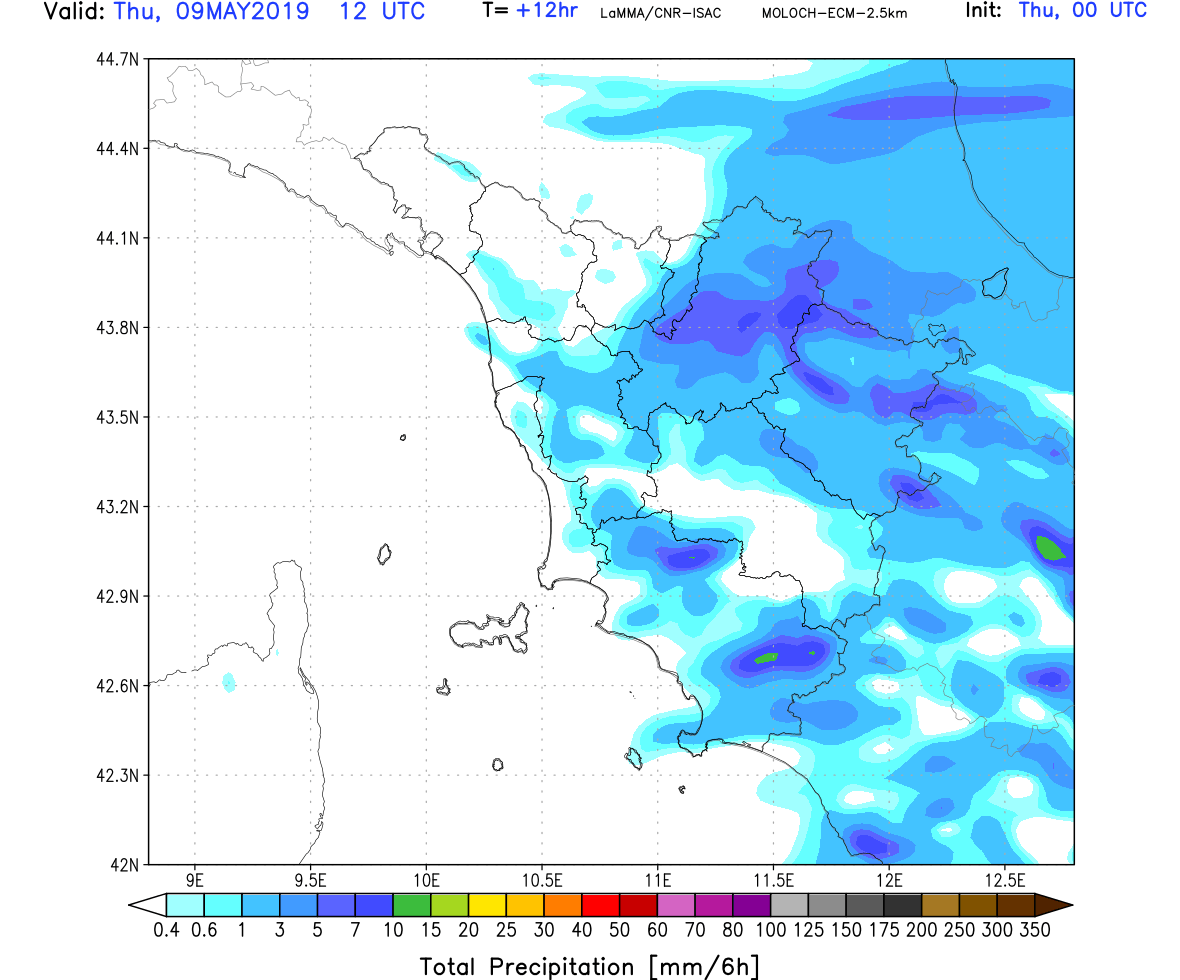 Valid: Thu, 09MAY2019 12 UTC T= +12hr LaMMA/CNR-ISAC MOLOCH-ECM-2.5km Init: Thu, 00 UTC
44.7N
44.4N
44.1N
43.8N
43.5N
43.2N
42.9N
42.6N
42.3N
42N
9E 9.5E 10E 10.5E 11E 11.5E 12E 12.5E
0.4 0.6 1 3 5 7 10 15 20 25 30 40 50 60 70 80 100 125 150 175 200 250 300 350
Total Precipitation [mm/6h]